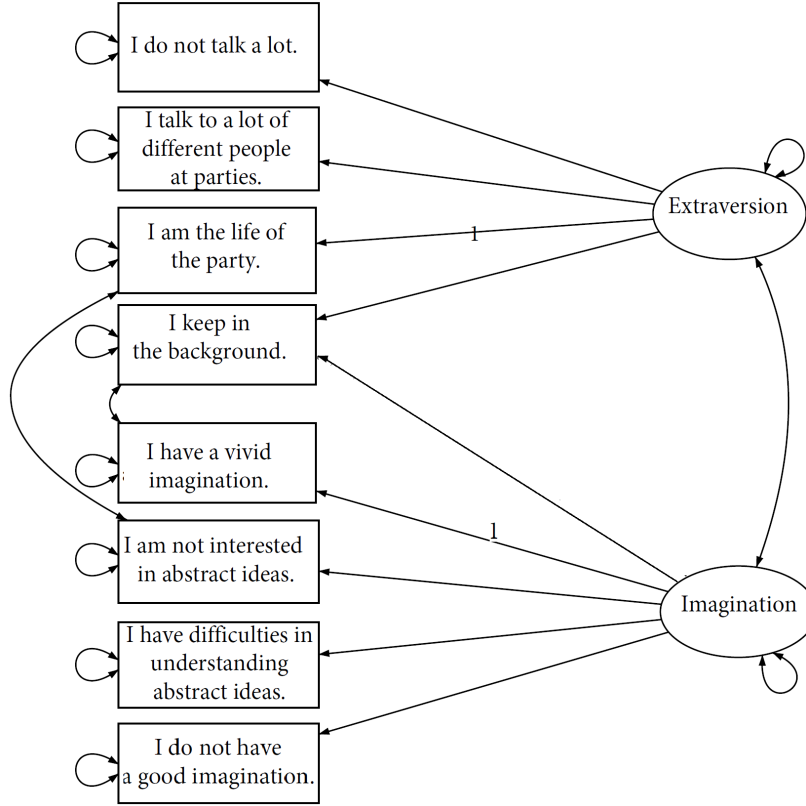 I do not talk a lot.
I talk to a lot of
different people
at parties.
Extraversion
I am the life of
the party.
1
I keep in
the background.
I have a vivid
imagination.
1
I am not interested
in abstract ideas.
Imagination
I have difficulties in
understanding
abstract ideas.
I do not have
a good imagination.